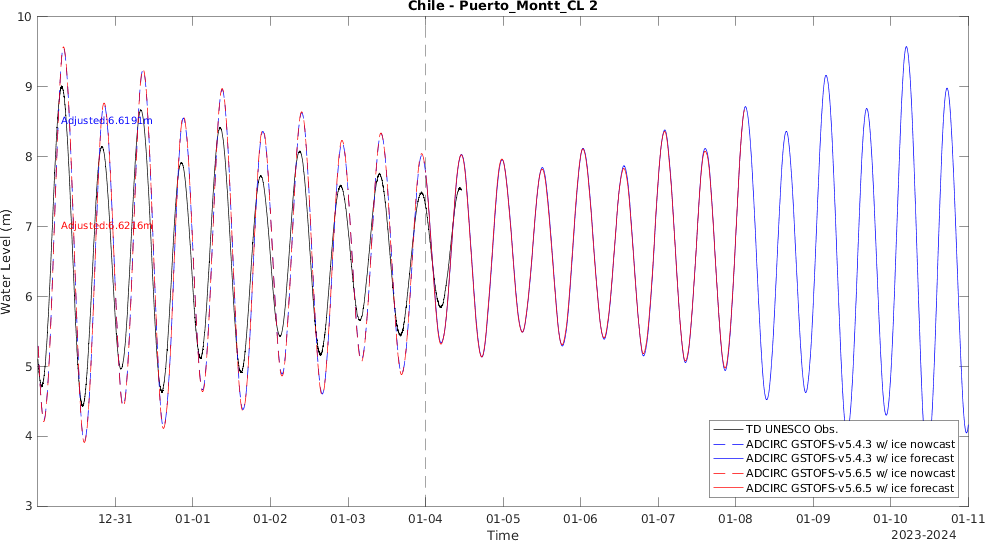 Chile - Puerto_Montt_CL 2
10
9
8
7
6
5
4
3
Water Level (m)
Adjusted:6.6191m
Adjusted:6.6216m
TD UNESCO Obs.
ADCIRC GSTOFS-v5.4.3 w/ ice nowcast
ADCIRC GSTOFS-v5.4.3 w/ ice forecast
ADCIRC GSTOFS-v5.6.5 w/ ice nowcast
ADCIRC GSTOFS-v5.6.5 w/ ice forecast
12-31 01-01 01-02 01-03 01-04 01-05 01-06 01-07 01-08 01-09 01-10 01-11
Time
2023-2024